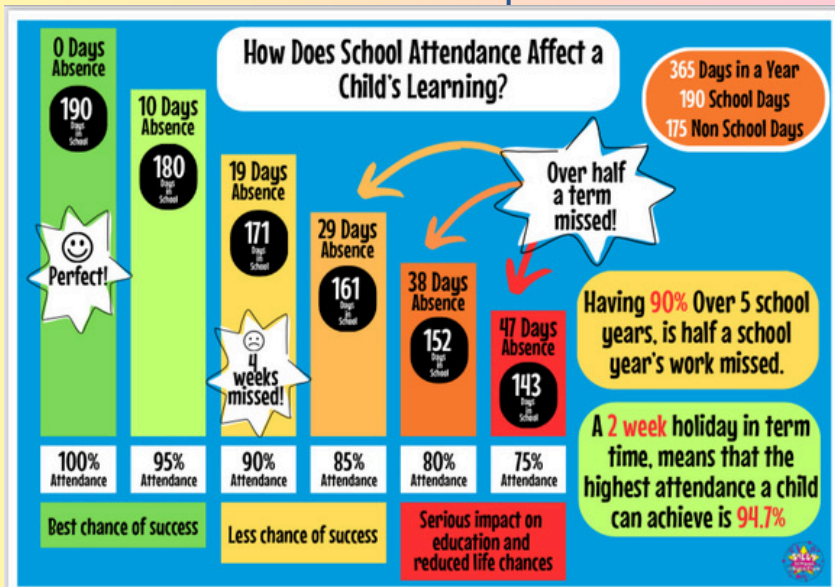 How Does School Attendance Affect a
Child's Learning?
365 Days in a Year
190 School Days
175 Non School Days
0 Days
Absence
190
Days
in
School
Perfect!
10 Days
Absence
180
Days
in
School
19 Days
Absence
171
Days
in
School
4
weeks
missed!
29 Days
Absence
161
Days
in
School
38 Days
Absence
152
Days
in
School
47 Days
Absence
143
Days
in
School
Over half
a term
missed!
Having 90% Over 5 school
years, is half a school
year's work missed.
A 2 week holiday in term
time, means that the
highest attendance a child
can achieve is 94.7%
100%
Attendance
95%
Attendance
90%
Attendance
85%
Attendance
80%
Attendance
75%
Attendance
Best chance of success
Less chance of success
Serious impact on
education and
reduced life chances